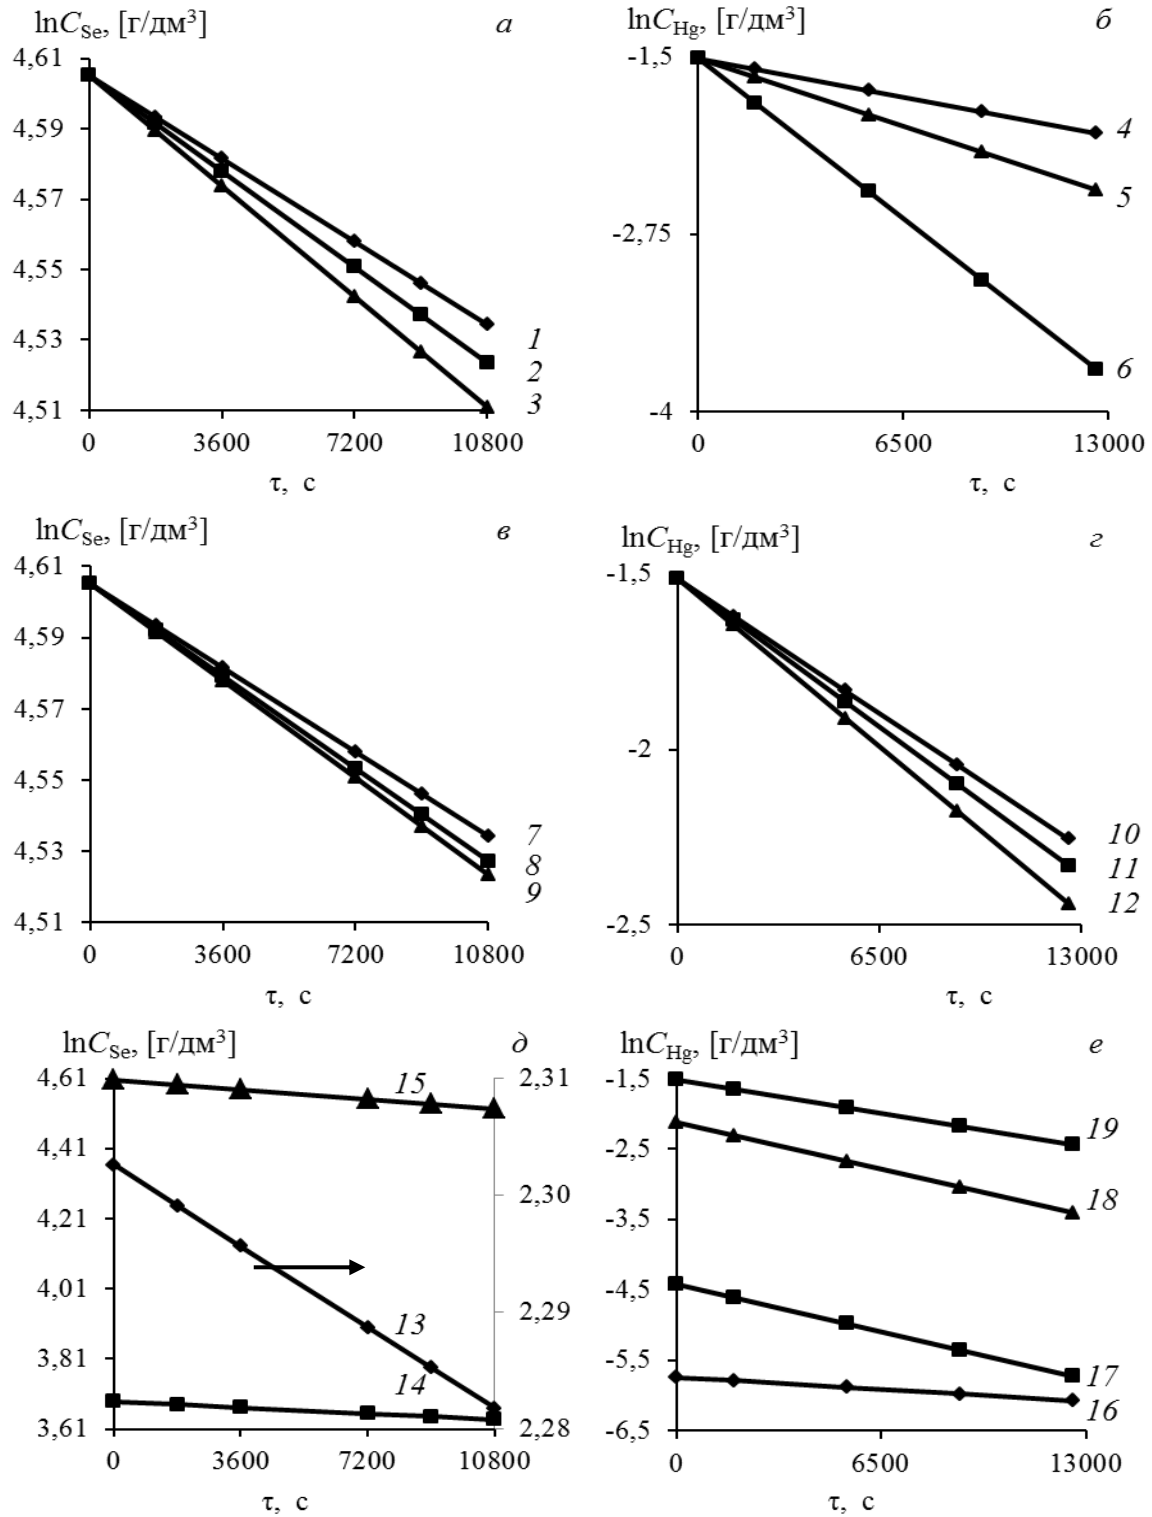 lnC_Se, [г/дм³]
а
4,61
4,59
4,57
4,55
4,53
4,51
1
2
3
0 3600 7200 10800
τ, с
lnC_Hg, [г/дм³]
б
-1,5
-2,75
-4
4
5
6
0 6500 13000
τ, с
lnC_Se, [г/дм³]
в
4,61
4,59
4,57
4,55
4,53
4,51
7
8
9
0 3600 7200 10800
τ, с
lnC_Hg, [г/дм³]
г
-1,5
-2
-2,5
10
11
12
0 6500 13000
τ, с
lnC_Se, [г/дм³]
д
4,61
4,41
4,21
4,01
3,81
3,61
15
13
14
2,31
2,30
2,29
2,28
0 3600 7200 10800
τ, с
lnC_Hg, [г/дм³]
е
-1,5
-2,5
-3,5
-4,5
-5,5
-6,5
19
18
17
16
0 6500 13000
τ, с